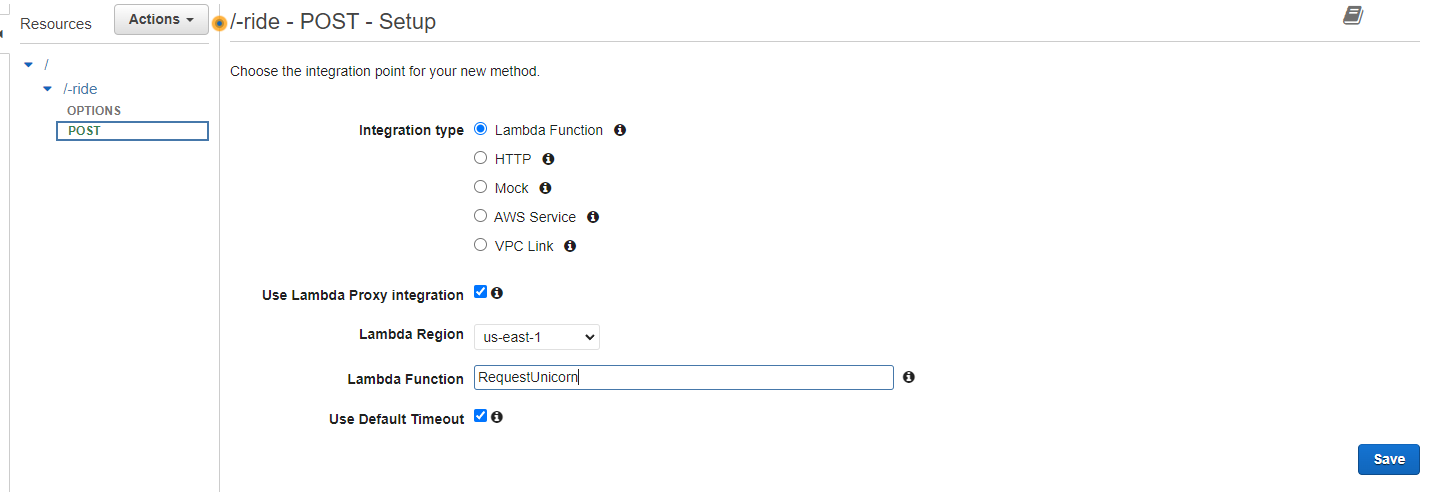 Resources
Actions
/-ride - POST - Setup
/
/-ride
OPTIONS
POST
Choose the integration point for your new method.
Integration type
Lambda Function
HTTP
Mock
AWS Service
VPC Link
Use Lambda Proxy integration
Lambda Region us-east-1
Lambda Function RequestUnicorn
Use Default Timeout
Save